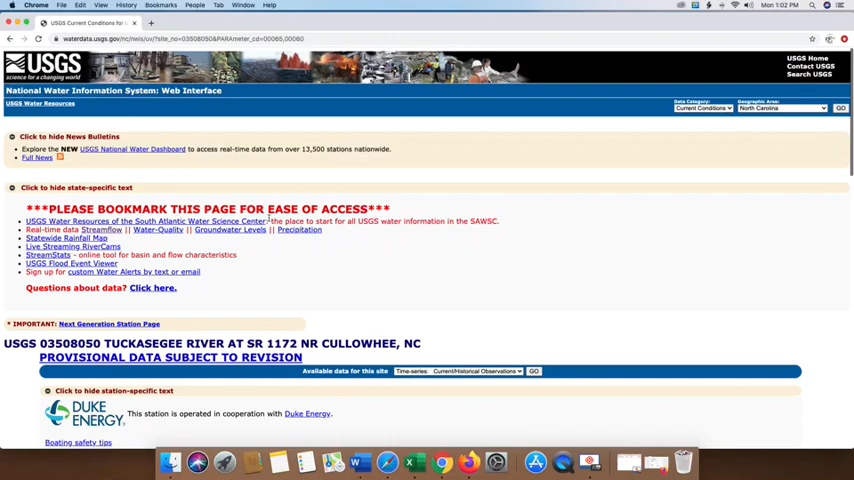 Chrome File Edit View History Bookmarks People Tab Window Help Mon 1:02 PM
USGS Current Conditions for
waterdata.usgs.gov/nc/nwis/uv/?site_no=03508050&PARAmeter_cd=00065,00060
USGS
science for a changing world
USGS Home
Contact USGS
Search USGS
National Water Information System: Web Interface
USGS Water Resources
Data Category:
Current Conditions
Geographic Area:
North Carolina
GO
Click to hide News Bulletins
Explore the NEW USGS National Water Dashboard to access real-time data from over 13,500 stations nationwide.
Full News
Click to hide state-specific text
***PLEASE BOOKMARK THIS PAGE FOR EASE OF ACCESS***
USGS Water Resources of the South Atlantic Water Science Center: the place to start for all USGS water information in the SAWSC.
Real-time data Streamflow || Water-Quality || Groundwater Levels || Precipitation
Statewide Rainfall Map
Live Streaming RiverCams
StreamStats - online tool for basin and flow characteristics
USGS Flood Event Viewer
Sign up for custom Water Alerts by text or email
Questions about data? Click here.
* IMPORTANT: Next Generation Station Page
USGS 03508050 TUCKASEGEE RIVER AT SR 1172 NR CULLOWHEE, NC
PROVISIONAL DATA SUBJECT TO REVISION
Available data for this site Time-series: Current/Historical Observations GO
Click to hide station-specific text
DUKE ENERGY. This station is operated in cooperation with Duke Energy.
Boating safety tips